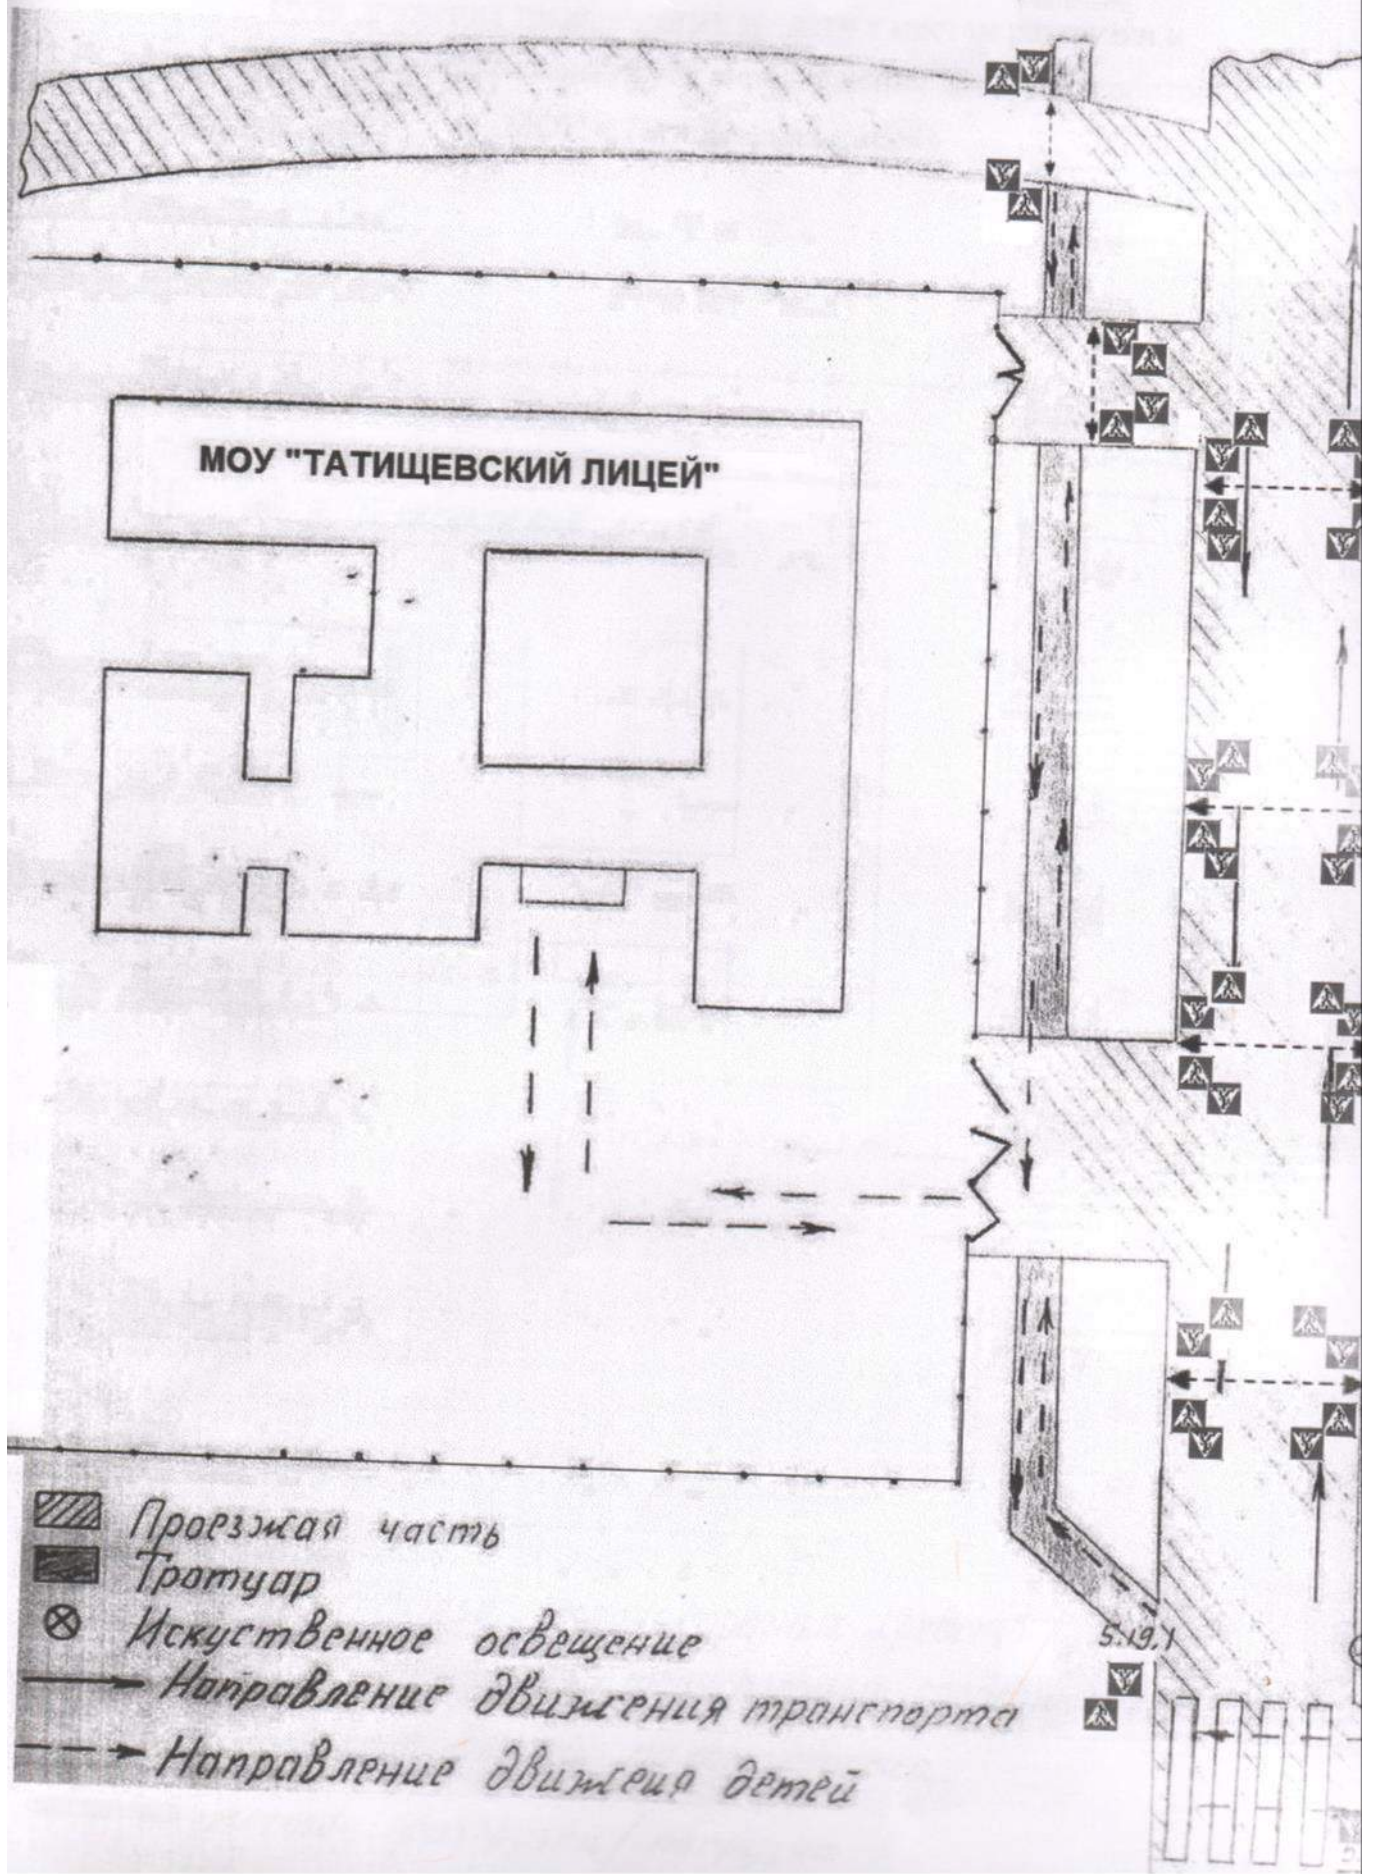 МОУ "ТАТИЩЕВСКИЙ ЛИЦЕЙ"
Проезжая часть
Тротуар
Искуственное освещение
5.19.1
Направление движения транспорта
Направление движеия детей